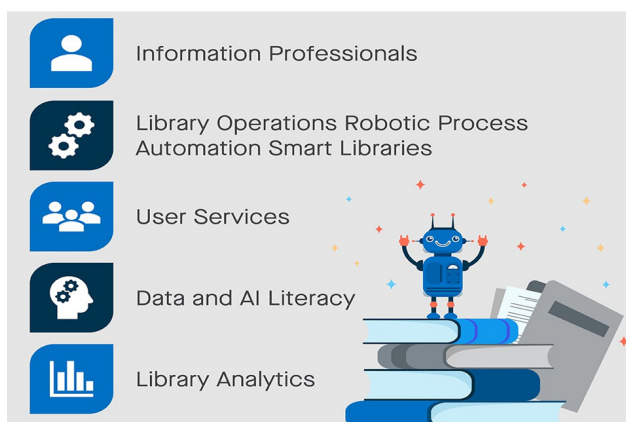 Information Professionals
Library Operations Robotic Process
Automation Smart Libraries
User Services
Data and AI Literacy
Library Analytics